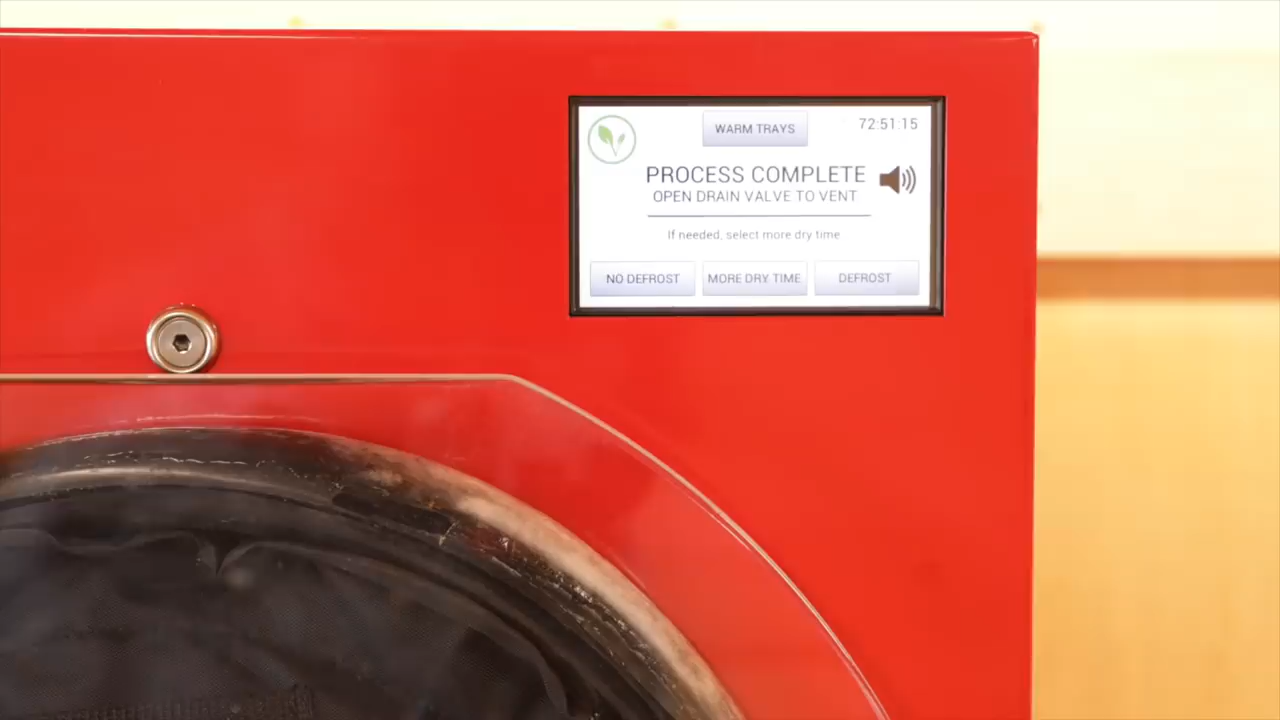 WARM TRAYS
72:51:15
PROCESS COMPLETE
OPEN DRAIN VALVE TO VENT
If needed, select more dry time.
NO DEFROST
MORE DRY TIME
DEFROST